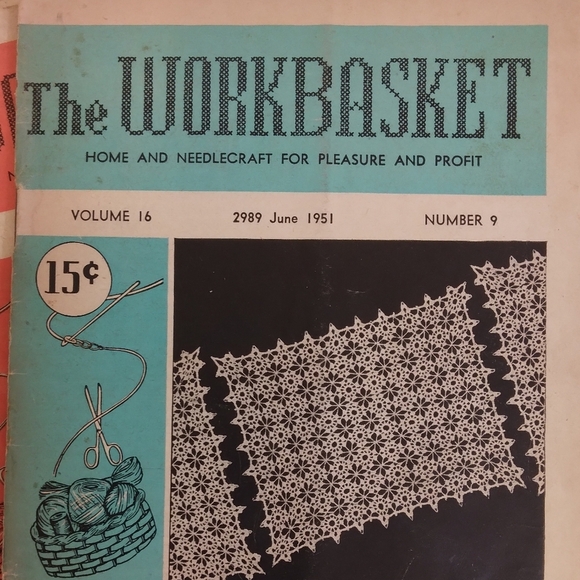 The WORKBASKET
HOME AND NEEDLECRAFT FOR PLEASURE AND PROFIT
VOLUME 16 2989 June 1951 NUMBER 9
15¢